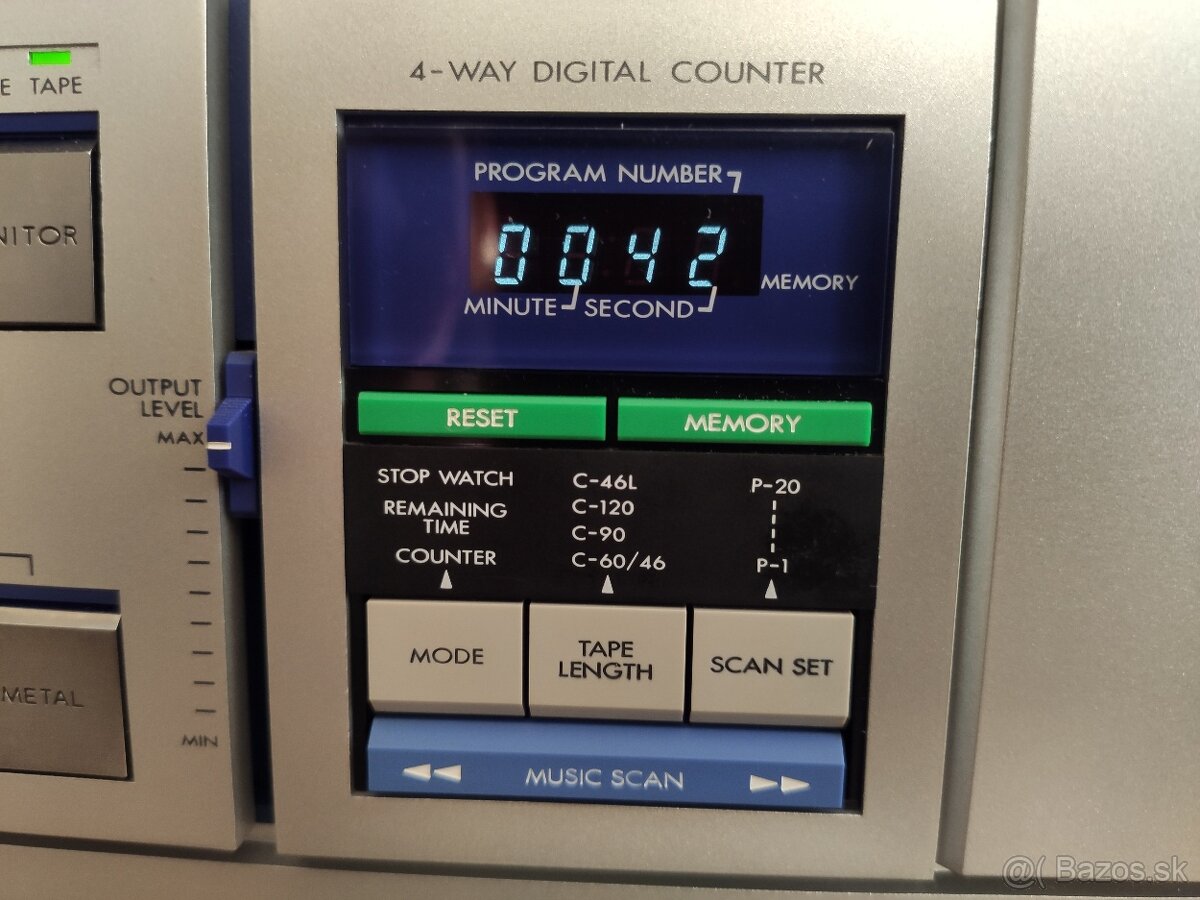 4-WAY DIGITAL COUNTER
E TAPE
PROGRAM NUMBER
0042
MEMORY
MINUTE SECOND
NITOR
OUTPUT
LEVEL
MAX
MIN
METAL
RESET MEMORY
STOP WATCH
REMAINING
TIME
COUNTER
C-46L
C-120
C-90
C-60/46
P-20
P-1
MODE
TAPE
LENGTH
SCAN SET
MUSIC SCAN
@( Bazos.sk